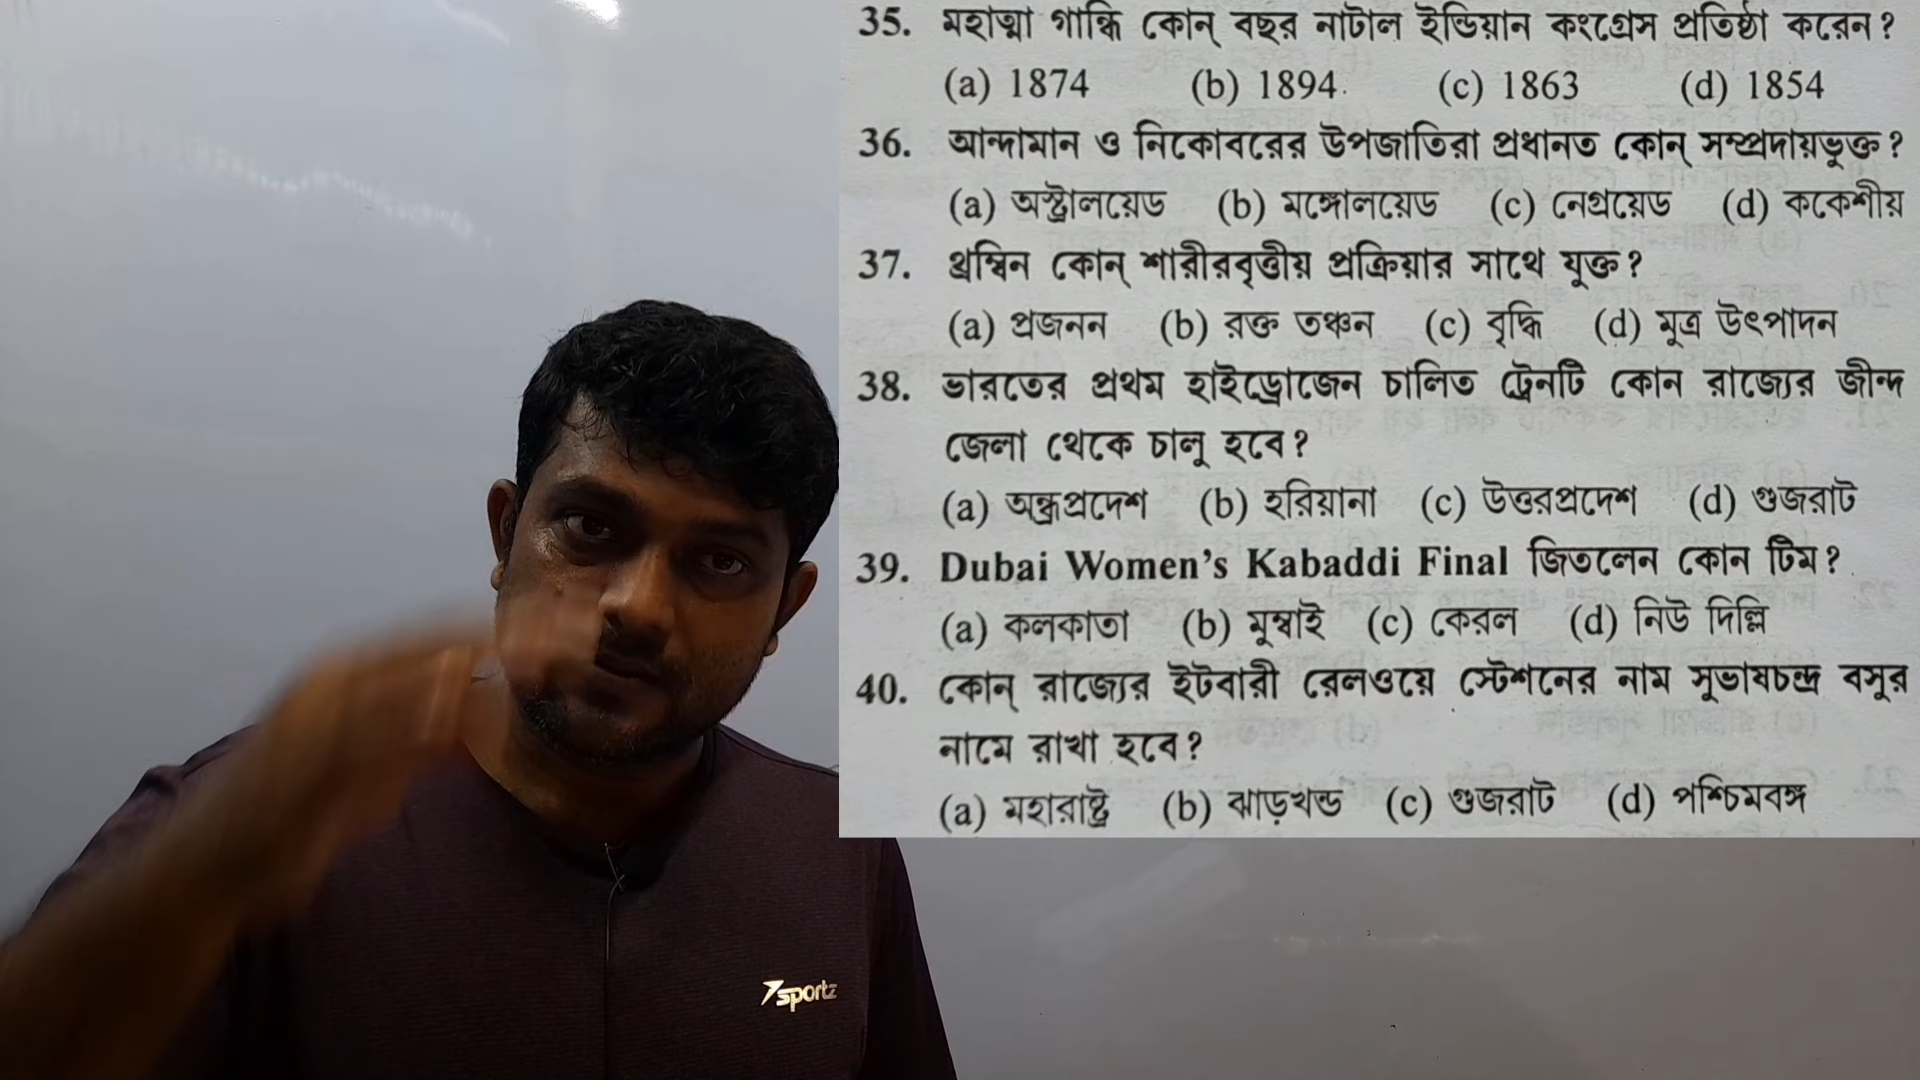 35. মহাত্মা গান্ধি কোন্ বছর নাটাল ইন্ডিয়ান কংগ্রেস প্রতিষ্ঠা করেন?
(a) 1874 (b) 1894 (c) 1863 (d) 1854
36. আন্দামান ও নিকোবরের উপজাতিরা প্রধানত কোন্ সম্প্রদায়ভুক্ত?
(a) অস্ট্রালয়েড (b) মঙ্গোলয়েড (c) নেগ্রয়েড (d) ককেশীয়
37. থ্রম্বিন কোন্ শারীরবৃত্তীয় প্রক্রিয়ার সাথে যুক্ত?
(a) প্রজনন (b) রক্ত তঞ্চন (c) বৃদ্ধি (d) মূত্র উৎপাদন
38. ভারতের প্রথম হাইড্রোজেন চালিত ট্রেনটি কোন রাজ্যের জীন্দ
জেলা থেকে চালু হবে?
(a) অন্ধ্রপ্রদেশ (b) হরিয়ানা (c) উত্তরপ্রদেশ (d) গুজরাট
39. Dubai Women's Kabaddi Final জিতলেন কোন টিম?
(a) কলকাতা (b) মুম্বাই (c) কেরল (d) নিউ দিল্লি
40. কোন্ রাজ্যের ইটবারী রেলওয়ে স্টেশনের নাম সুভাষচন্দ্র বসুর
নামে রাখা হবে?
(a) মহারাষ্ট্র (b) ঝাড়খন্ড (c) গুজরাট (d) পশ্চিমবঙ্গ
7sportz